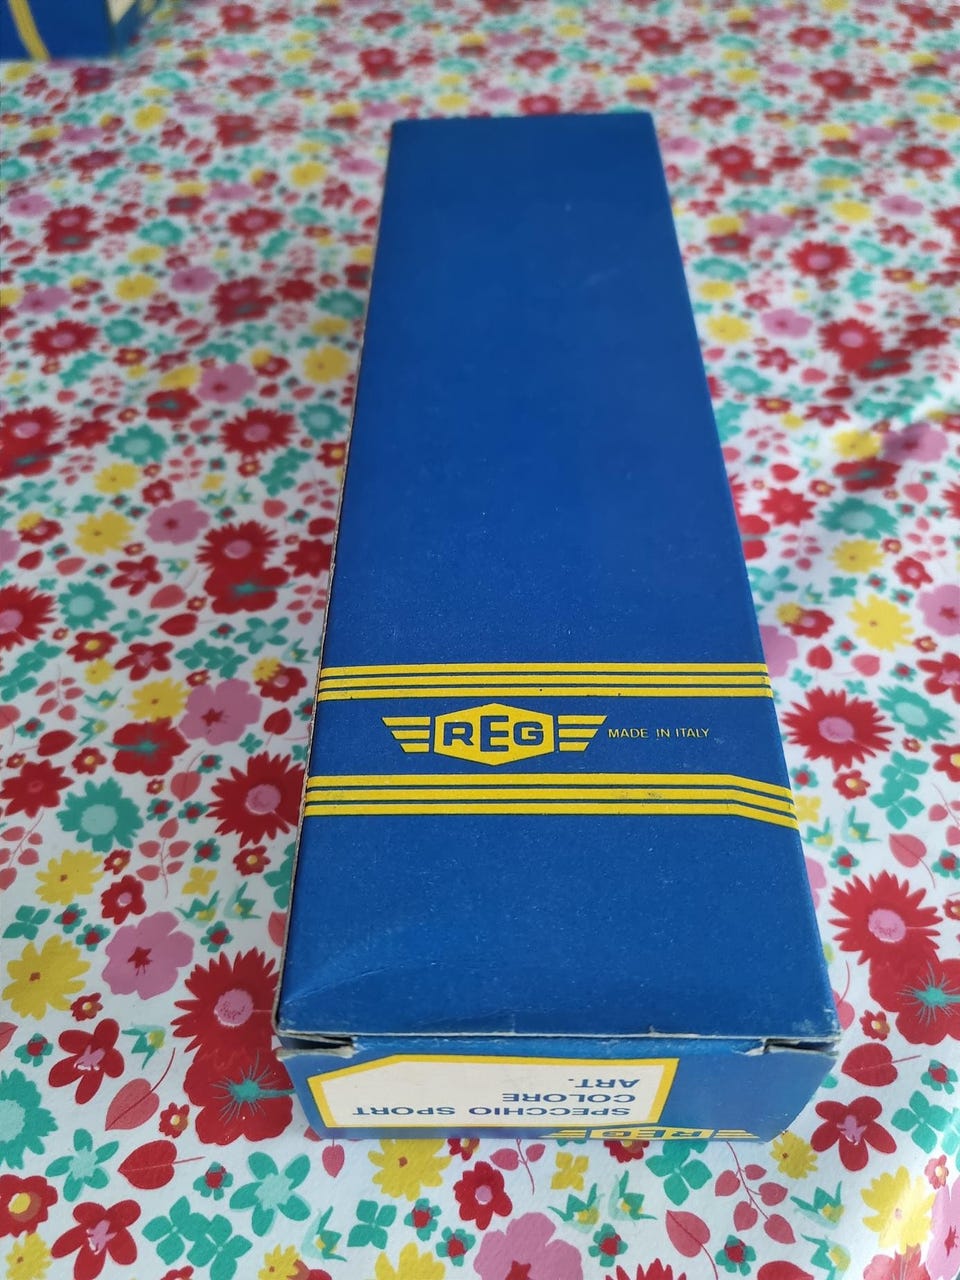 REG MADE IN ITALY
REG
SPECCHIO SPORT
COLORE
ART.